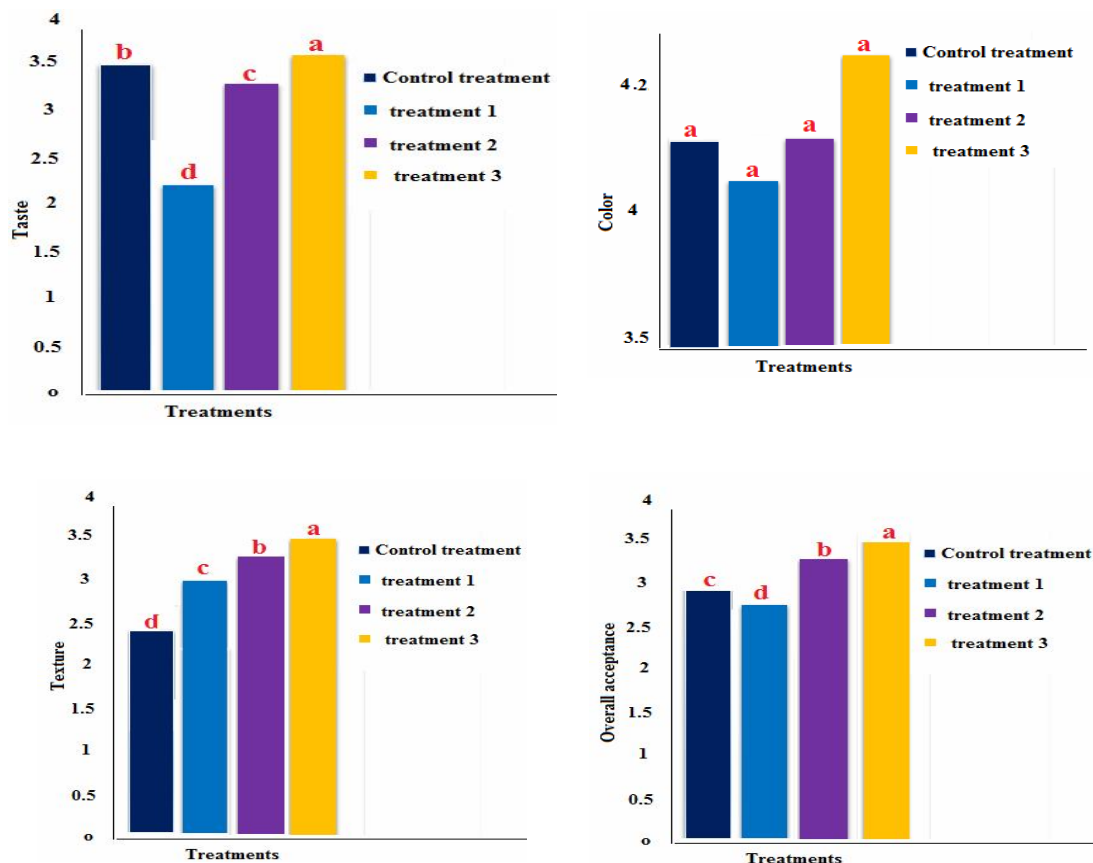 4
3.5
3
2.5
2
1.5
1
0.5
o
Taste
b
d
c
a
Control treatment
treatment 1
treatment 2
treatment 3
Treatments
4.2
4
3.5
Color
a
a
a
a
Control treatment
treatment 1
treatment 2
treatment 3
Treatments
4
3.5
3
2.5
2
1.5
1
0.5
o
Texture
d
c
b
a
Control treatment
treatment 1
treatment 2
treatment 3
Treatments
4
3.5
3
2.5
2
1.5
1
0.5
o
Overall acceptance
c
d
b
a
Control treatment
treatment 1
treatment 2
treatment 3
Treatments